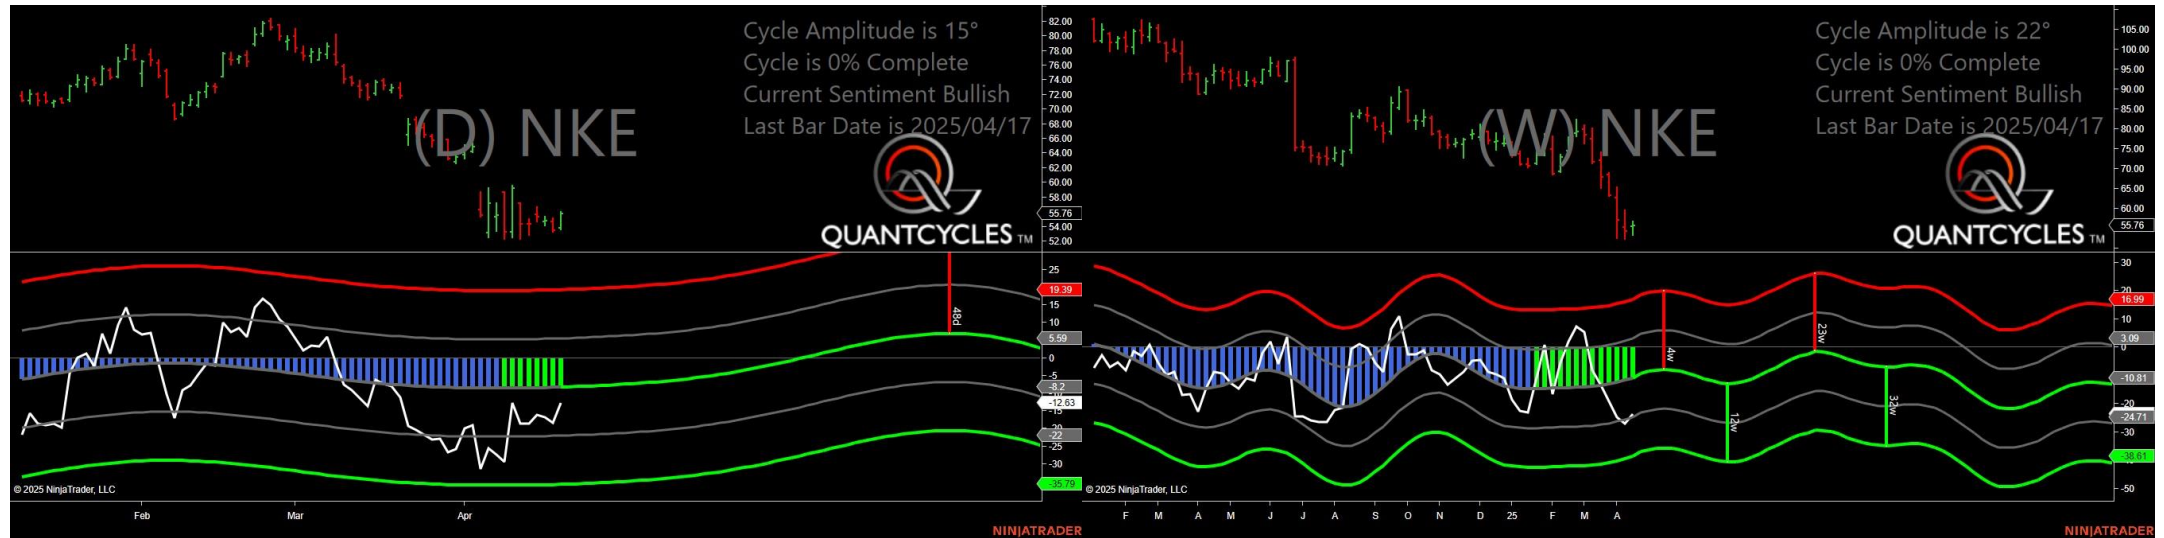 Cycle Amplitude is 15°
Cycle is 0% Complete
Current Sentiment Bullish
Last Bar Date is 2025/04/17
(D) NKE
QUANTCYCLES TM
82.00
80.00
78.00
76.00
74.00
72.00
70.00
68.00
66.00
64.00
62.00
60.00
55.76
54.00
52.00
25
19.39
15
10
5.59
0
-5
-8.2
-12.63
-15
-20
-22
-25
-30
-35.79
48d
© 2025 NinjaTrader, LLC
Feb Mar Apr
NINJATRADER
Cycle Amplitude is 22°
Cycle is 0% Complete
Current Sentiment Bullish
Last Bar Date is 2025/04/17
(W) NKE
QUANTCYCLES TM
105.00
100.00
95.00
90.00
85.00
80.00
75.00
70.00
65.00
60.00
55.76
30
20
16.99
10
3.09
0
-10.81
-20
-24.71
-30
-38.61
-50
4w
12w
23w
32w
© 2025 NinjaTrader, LLC
F M A M J J A S O N D 25 F M A
NINJATRADER